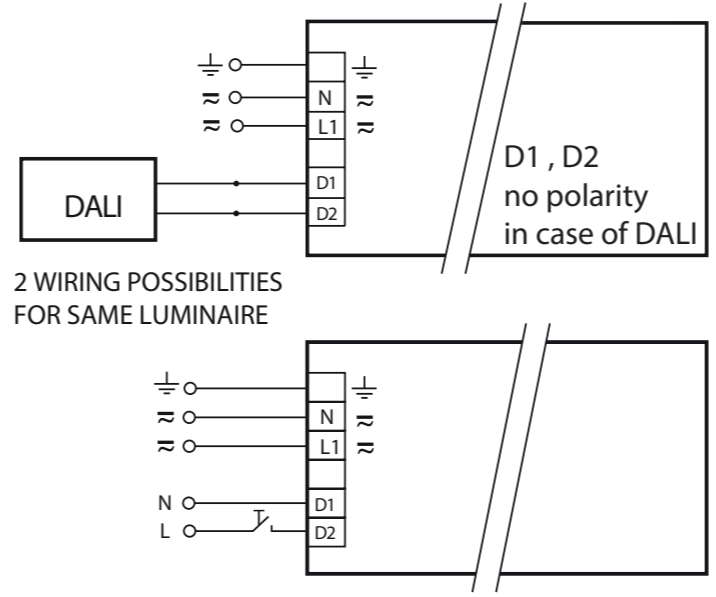 N
L1
D1
D2
DALI
D1 , D2
no polarity
in case of DALI
2 WIRING POSSIBILITIES
FOR SAME LUMINAIRE
N
L1
N D1
L D2